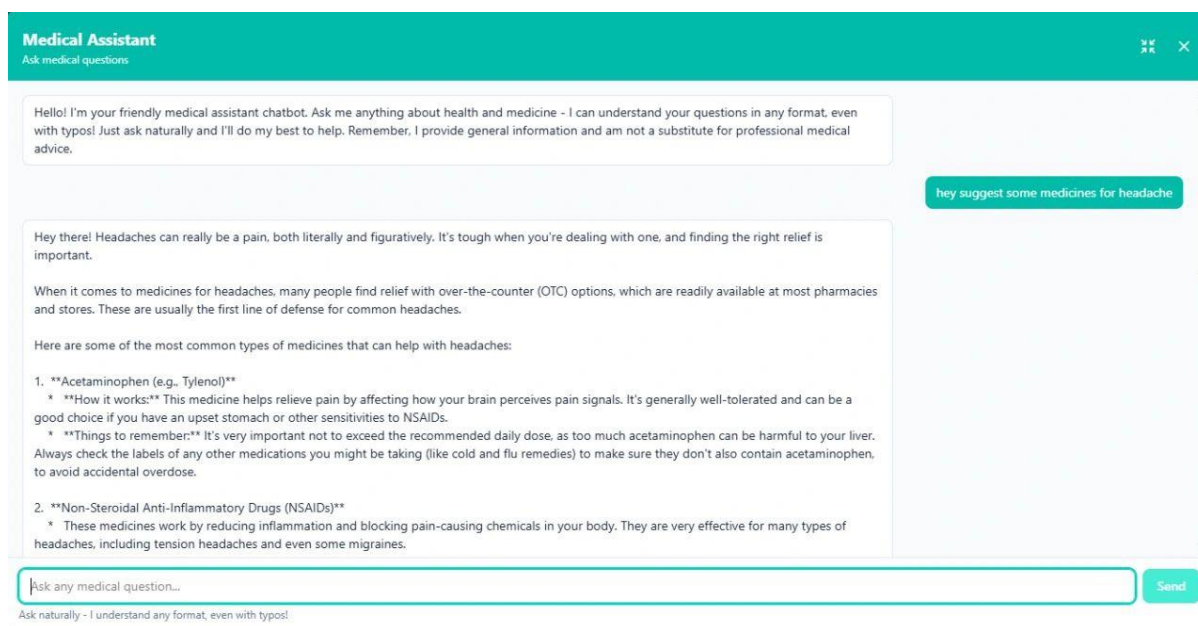 Medical Assistant
Ask medical questions
Hello! I'm your friendly medical assistant chatbot. Ask me anything about health and medicine - I can understand your questions in any format, even
with typos! Just ask naturally and I'll do my best to help. Remember, I provide general information and am not a substitute for professional medical
advice.
hey suggest some medicines for headache
Hey there! Headaches can really be a pain, both literally and figuratively. It's tough when you're dealing with one, and finding the right relief is
important.
When it comes to medicines for headaches, many people find relief with over-the-counter (OTC) options, which are readily available at most pharmacies
and stores. These are usually the first line of defense for common headaches.
Here are some of the most common types of medicines that can help with headaches:
1. **Acetaminophen (e.g., Tylenol)**
* **How it works:** This medicine helps relieve pain by affecting how your brain perceives pain signals. It's generally well-tolerated and can be a
good choice if you have an upset stomach or other sensitivities to NSAIDs.
* **Things to remember:** It's very important not to exceed the recommended daily dose, as too much acetaminophen can be harmful to your liver.
Always check the labels of any other medications you might be taking (like cold and flu remedies) to make sure they don't also contain acetaminophen,
to avoid accidental overdose.
2. **Non-Steroidal Anti-Inflammatory Drugs (NSAIDs)**
* These medicines work by reducing inflammation and blocking pain-causing chemicals in your body. They are very effective for many types of
headaches, including tension headaches and even some migraines.
Ask any medical question...
Send
Ask naturally - I understand any format, even with typos!